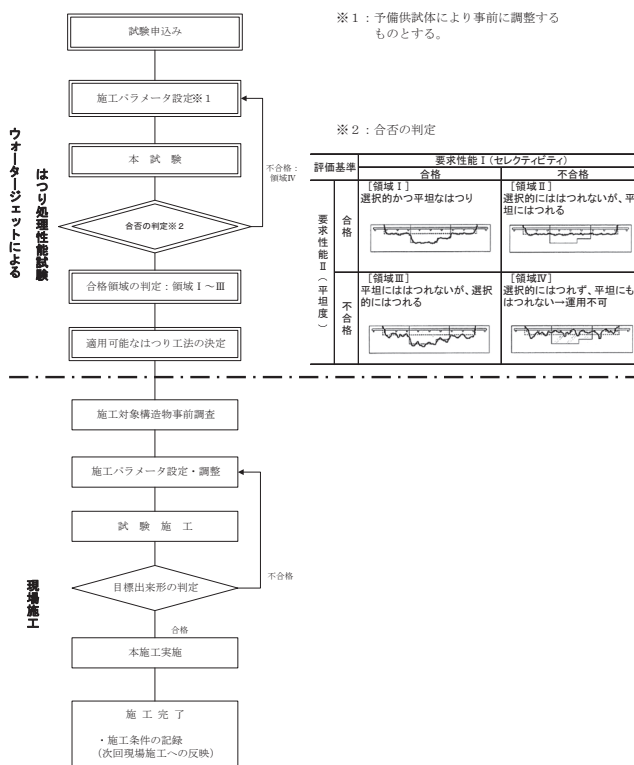 試験申込み
※1：予備供試体により事前に調整する
ものとする。
施工パラメータ設定※1
本 試 験
不合格：
領域Ⅳ
合否の判定※2
合格領域の判定：領域Ⅰ～Ⅲ
適用可能なはつり工法の決定
ウォータージェットによる
はつり処理性能試験
※2：合否の判定
評価基準
要求性能Ⅰ（セレクティビティ）
合格
不合格
要求性能Ⅱ（平坦度）
合格
［領域Ⅰ］
選択的かつ平坦なはつり
［領域Ⅱ］
選択的にははつれないが、平
坦にはつれる
不合格
［領域Ⅲ］
平坦にははつれないが、選択
的にはつれる
［領域Ⅳ］
選択的にはつれず、平坦にも
はつれない→運用不可
施工対象構造物事前調査
施工パラメータ設定・調整
試 験 施 工
目標出来形の判定
不合格
合格
本施工実施
施 工 完 了
・施工条件の記録
（次回現場施工への反映）
現場施工